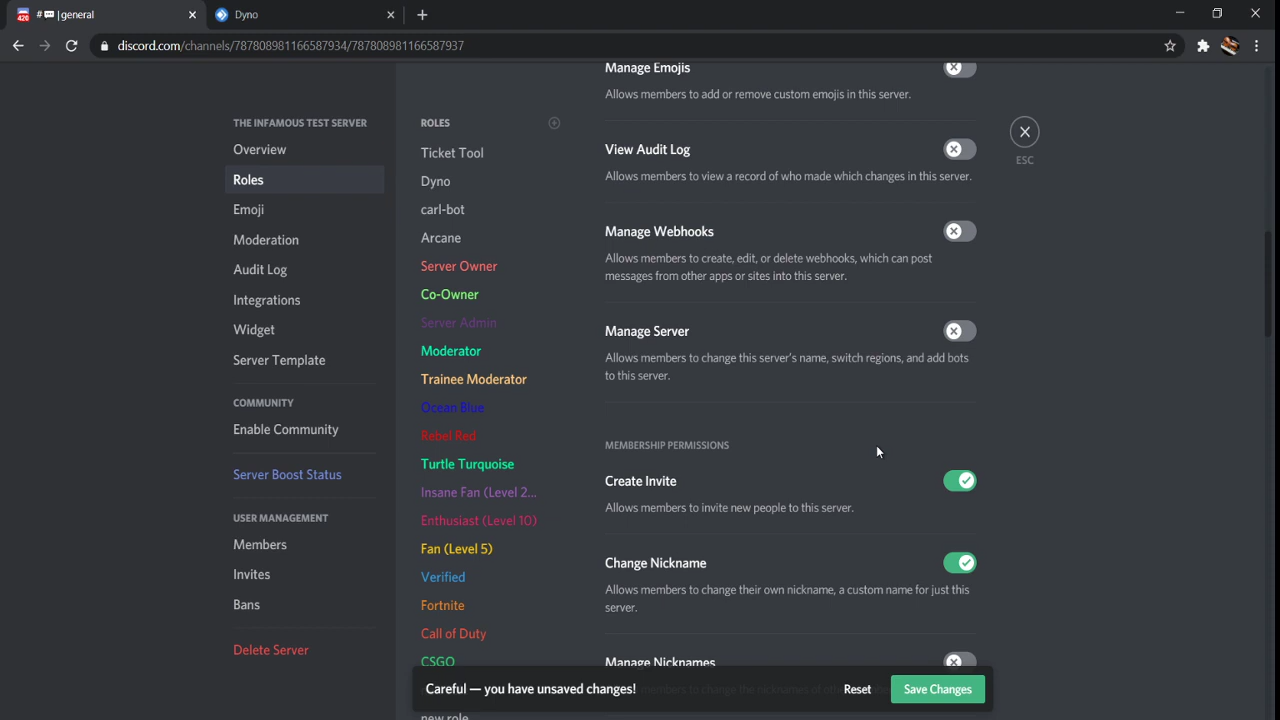 # |general
Dyno
discord.com/channels/787808981166587934/787808981166587937
THE INFAMOUS TEST SERVER
Overview
Roles
Emoji
Moderation
Audit Log
Integrations
Widget
Server Template
COMMUNITY
Enable Community
Server Boost Status
USER MANAGEMENT
Members
Invites
Bans
Delete Server
ROLES
Ticket Tool
Dyno
carl-bot
Arcane
Server Owner
Co-Owner
Server Admin
Moderator
Trainee Moderator
Ocean Blue
Rebel Red
Turtle Turquoise
Insane Fan (Level 2...
Enthusiast (Level 10)
Fan (Level 5)
Verified
Fortnite
Call of Duty
CSGO
new role
Manage Emojis
Allows members to add or remove custom emojis in this server.
View Audit Log
Allows members to view a record of who made which changes in this server.
Manage Webhooks
Allows members to create, edit, or delete webhooks, which can post
messages from other apps or sites into this server.
Manage Server
Allows members to change this server's name, switch regions, and add bots
to this server.
MEMBERSHIP PERMISSIONS
Create Invite
Allows members to invite new people to this server.
Change Nickname
Allows members to change their own nickname, a custom name for just this
server.
Manage Nicknames
members to change the nicknames of
ESC
Careful — you have unsaved changes!
Reset
Save Changes